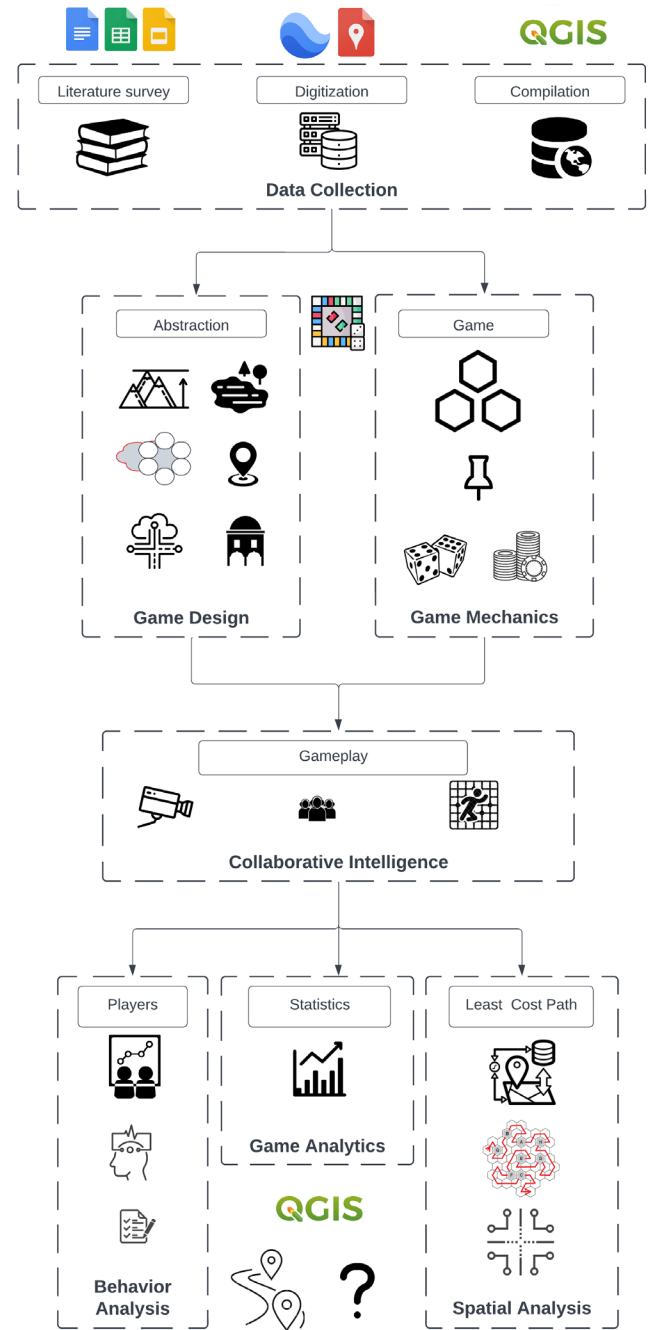 QGIS
Literature survey
Digitization
Compilation
Data Collection
Abstraction
Game
Game Design
Game Mechanics
Gameplay
Collaborative Intelligence
Players
Statistics
Least Cost Path
Game Analytics
QGIS
Behavior
Analysis
?
Spatial Analysis